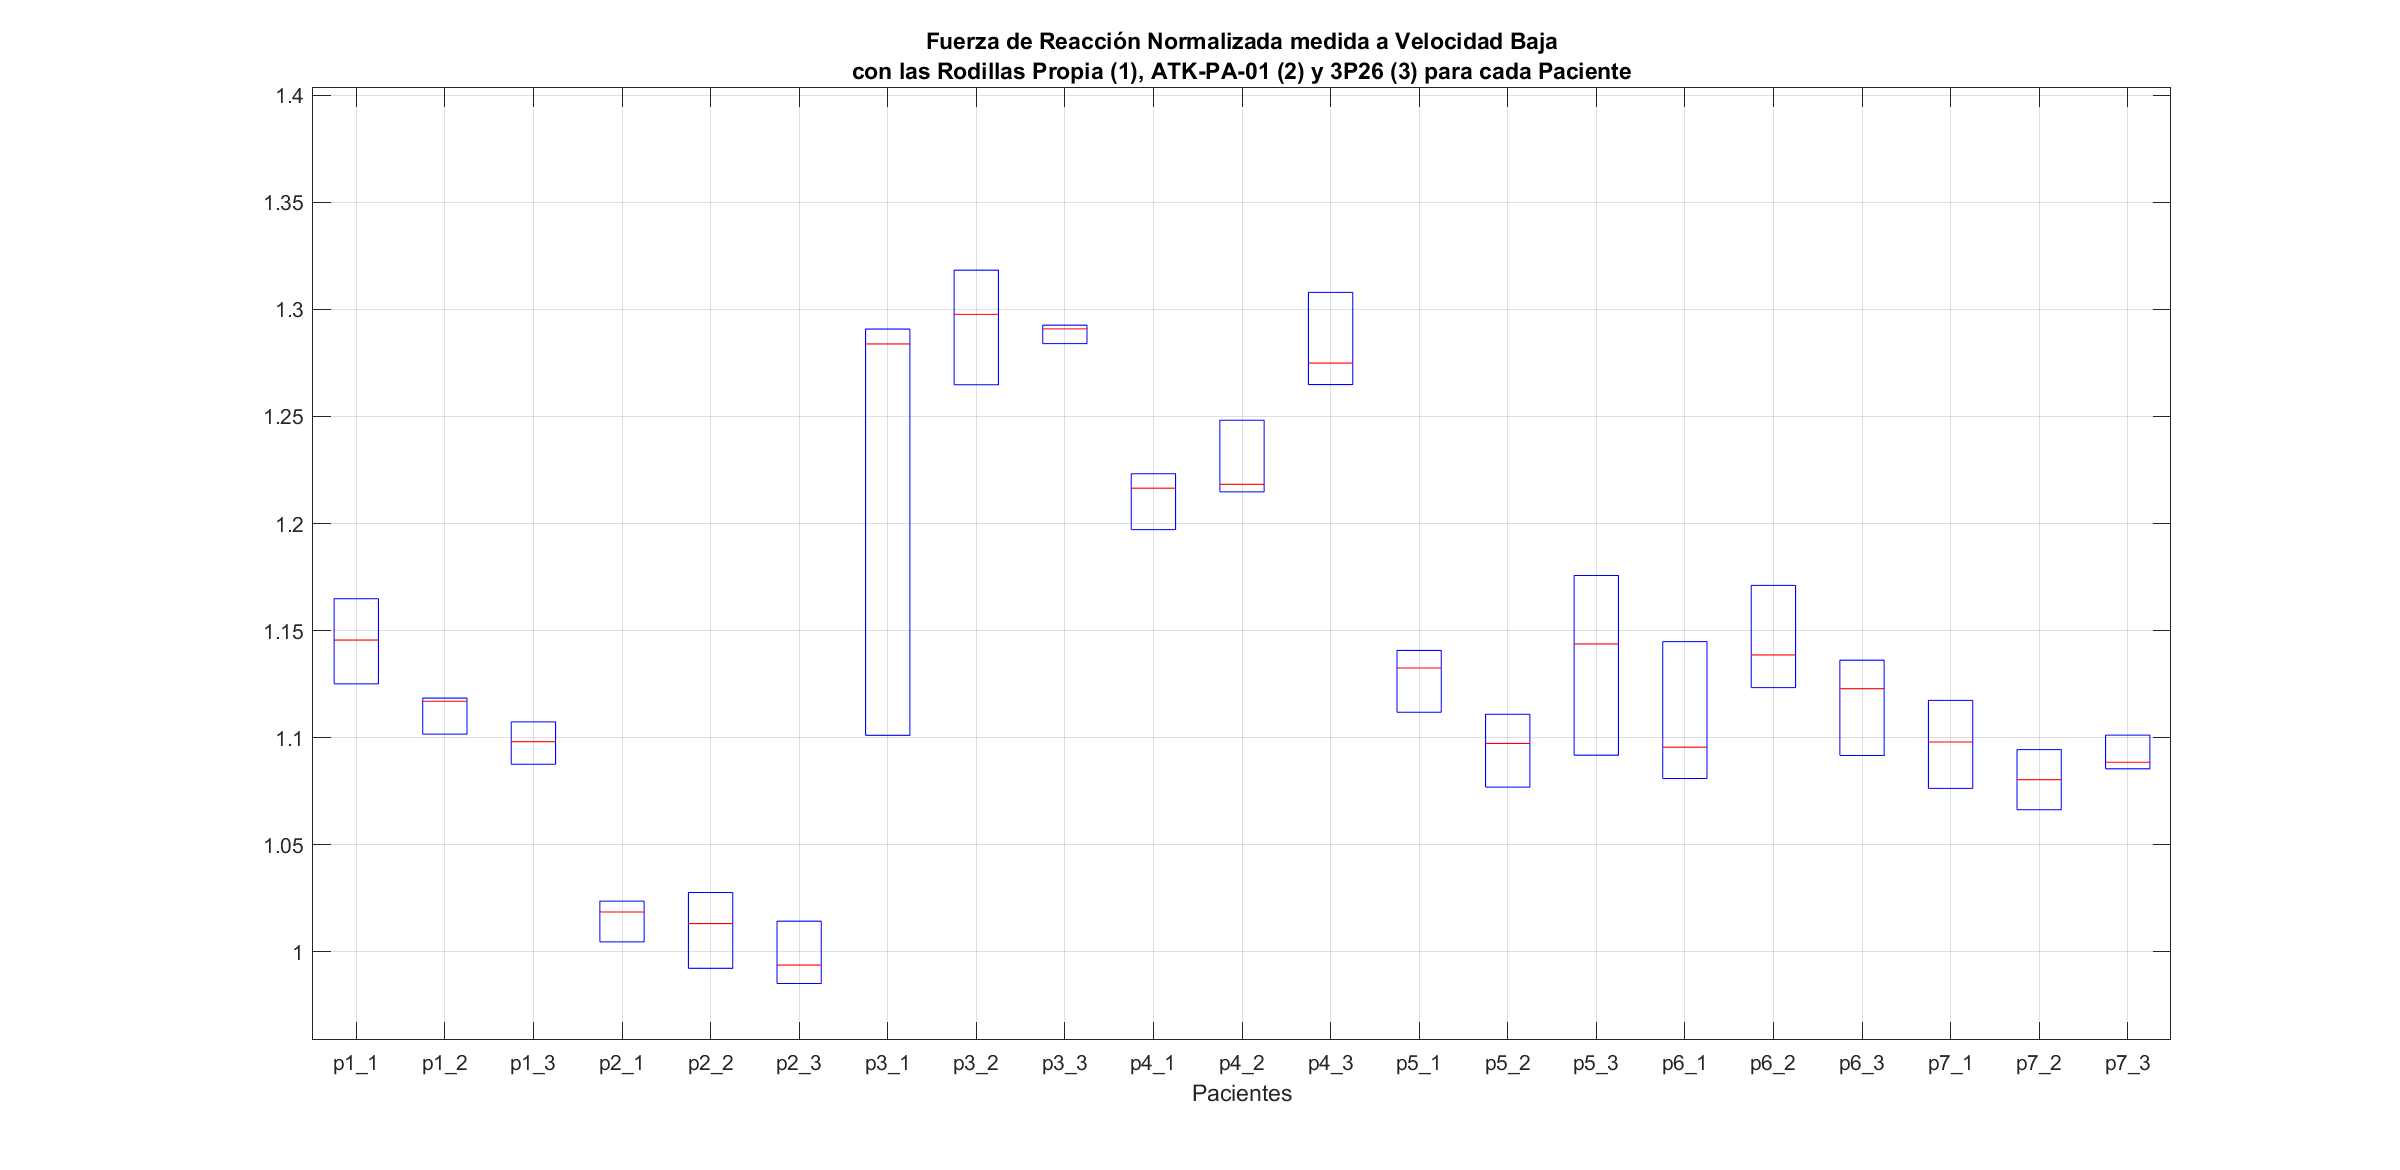 Fuerza de Reacción Normalizada medida a Velocidad Baja
con las Rodillas Propia (1), ATK-PA-01 (2) y 3P26 (3) para cada Paciente
1.4
1.35
1.3
1.25
1.2
1.15
1.1
1.05
1
p1_1 p1_2 p1_3 p2_1 p2_2 p2_3 p3_1 p3_2 p3_3 p4_1 p4_2 p4_3 p5_1 p5_2 p5_3 p6_1 p6_2 p6_3 p7_1 p7_2 p7_3
Pacientes